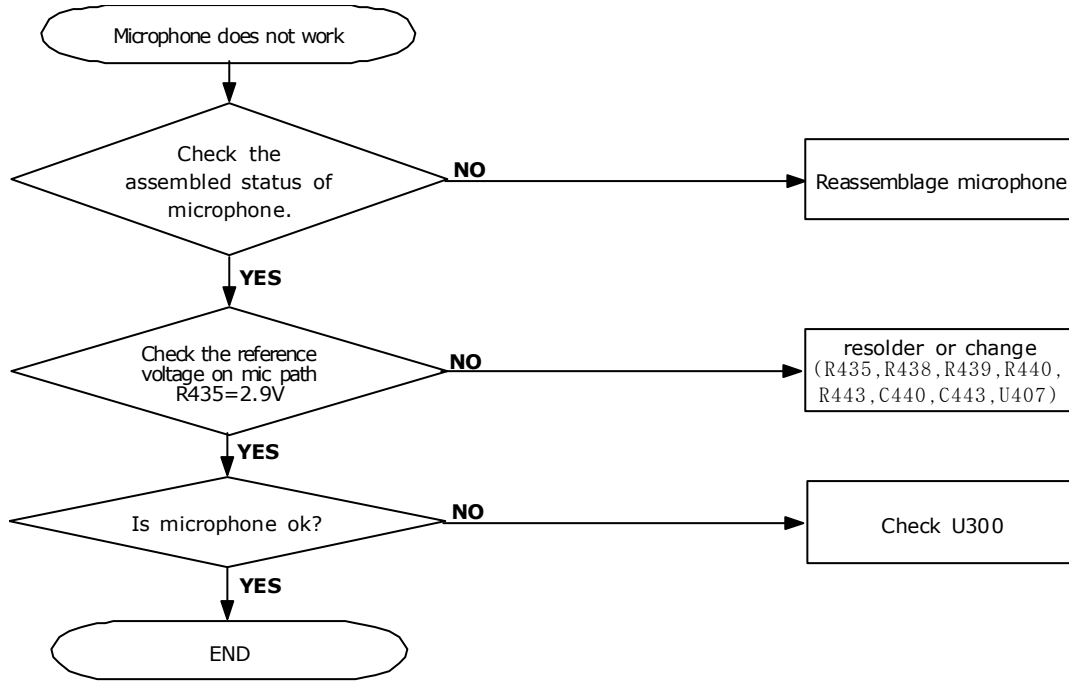 Microphone does not work
Check the
assembled status of
microphone.
NO
Reassemblage microphone
YES
Check the reference
voltage on mic path
R435=2.9V
NO
resolder or change
(R435,R438,R439,R440,
R443,C440,C443,U407)
YES
Is microphone ok?
NO
Check U300
YES
END